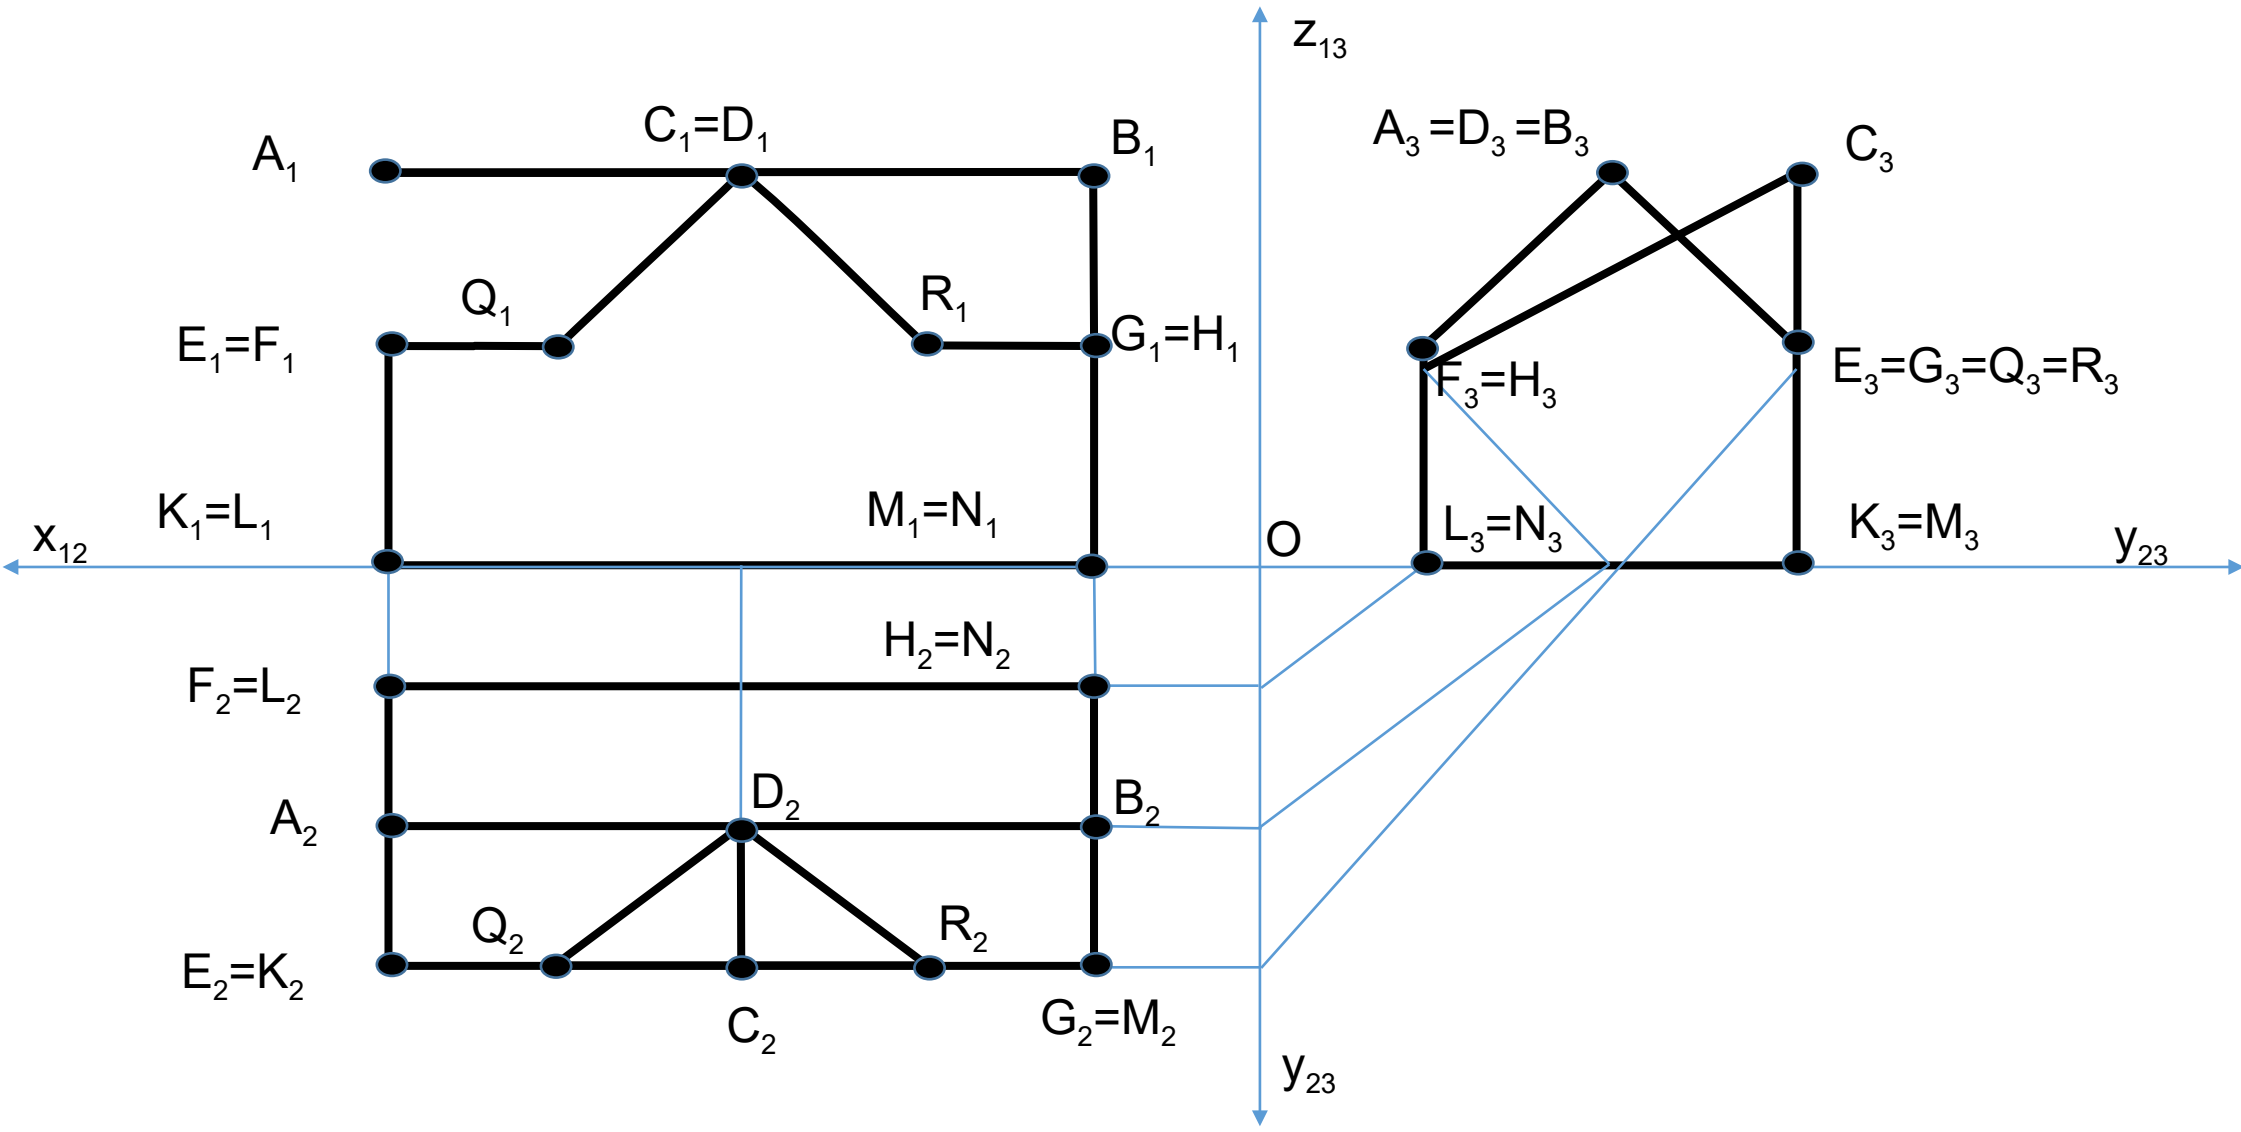 z₁₃
A₁
C₁=D₁
B₁
A₃ =D₃ =B₃
C₃
Q₁
R₁
E₁=F₁
G₁=H₁
F₃=H₃
E₃=G₃=Q₃=R₃
K₁=L₁
M₁=N₁
x₁₂
O
L₃=N₃
K₃=M₃
y₂₃
H₂=N₂
F₂=L₂
D₂
B₂
A₂
Q₂
R₂
E₂=K₂
C₂
G₂=M₂
y₂₃